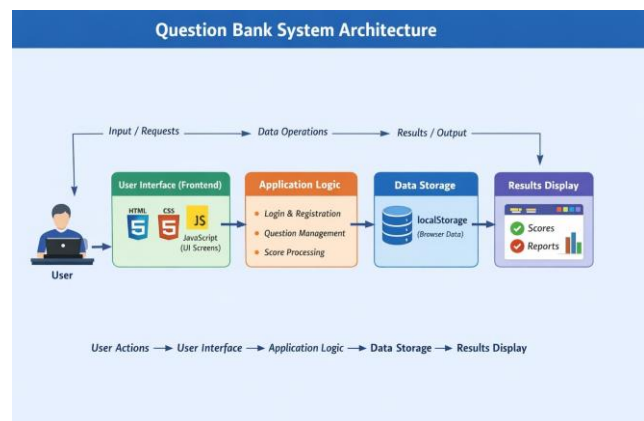 Question Bank System Architecture
Input / Requests
Data Operations
Results / Output
User Interface (Frontend)
HTML
5
CSS
5
JS
JavaScript
(UI Screens)
Application Logic
Login & Registration
Question Management
Score Processing
Data Storage
localStorage
(Browser Data)
Results Display
Scores
Reports
User
User Actions → User Interface → Application Logic → Data Storage → Results Display